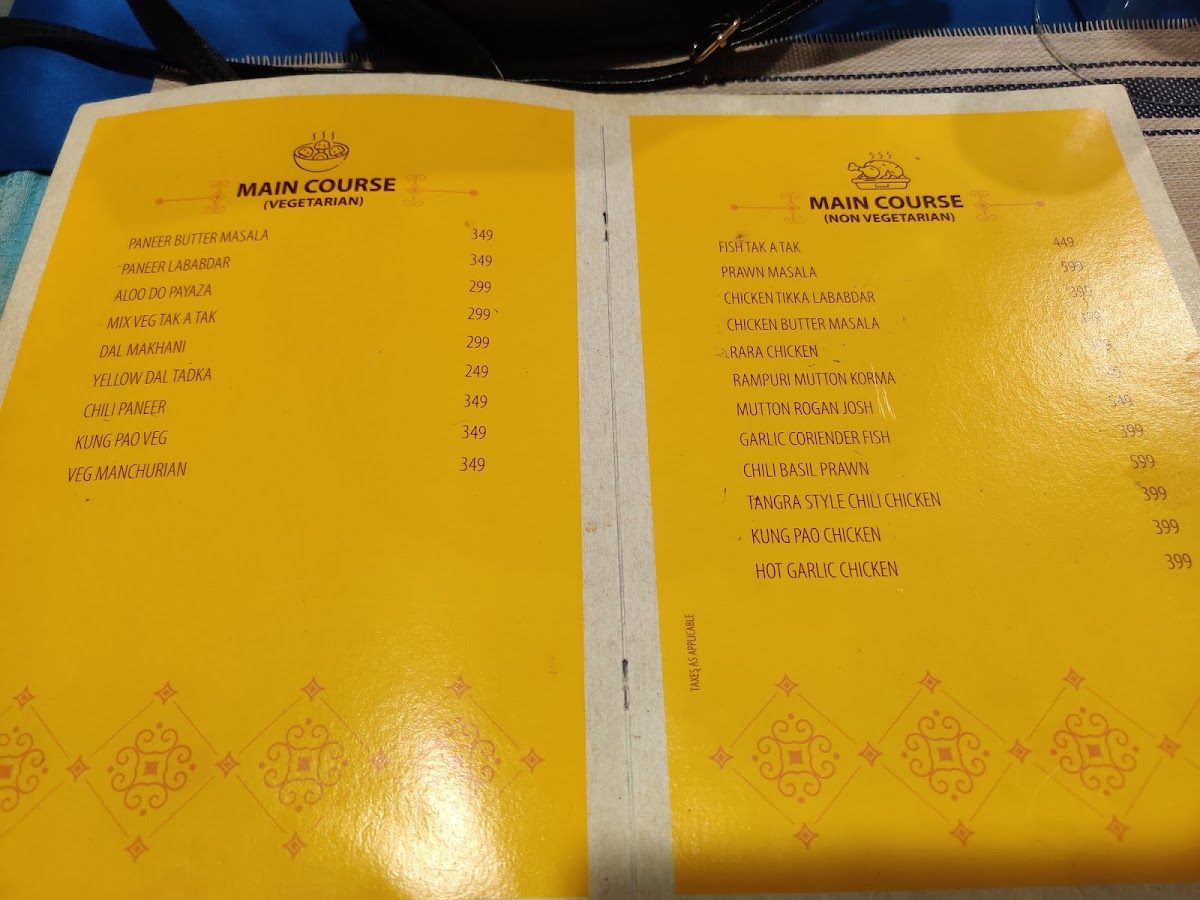 MAIN COURSE
(VEGETARIAN)
PANEER BUTTER MASALA 349
PANEER LABABDAR 349
ALOO DO PAYAZA 299
MIX VEG TAK A TAK 299
DAL MAKHANI 299
YELLOW DAL TADKA 249
CHILI PANEER 349
KUNG PAO VEG 349
VEG MANCHURIAN 349
MAIN COURSE
(NON VEGETARIAN)
FISH TAK A TAK 449
PRAWN MASALA 599
CHICKEN TIKKA LABABDAR 399
CHICKEN BUTTER MASALA
RARA CHICKEN
RAMPURI MUTTON KORMA
MUTTON ROGAN JOSH 549
GARLIC CORIENDER FISH 399
CHILI BASIL PRAWN 599
TANGRA STYLE CHILI CHICKEN 399
KUNG PAO CHICKEN 399
HOT GARLIC CHICKEN 399
TAXES AS APPLICABLE